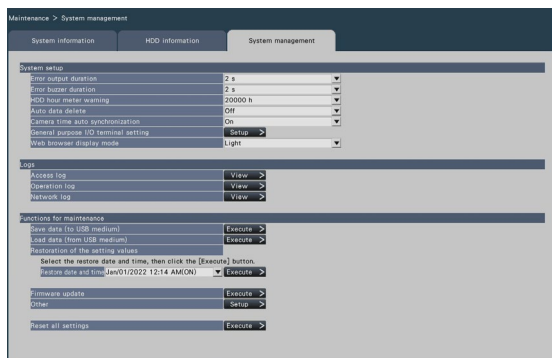 Maintenance > System management
System information HDD information System management
System setup
Error output duration 2 s
Error buzzer duration 2 s
HDD hour meter warning 20000 h
Auto data delete Off
Camera time auto synchronization On
General purpose I/O terminal setting Setup >
Web browser display mode Light
Logs
Access log View >
Operation log View >
Network log View >
Functions for maintenance
Save data (to USB medium) Execute >
Load data (from USB medium) Execute >
Restoration of the setting values
Select the restore date and time, then click the [Execute] button.
Restore date and time Jan/01/2022 12:14 AM(ON) Execute >
Firmware update Execute >
Other Setup >
Reset all settings Execute >